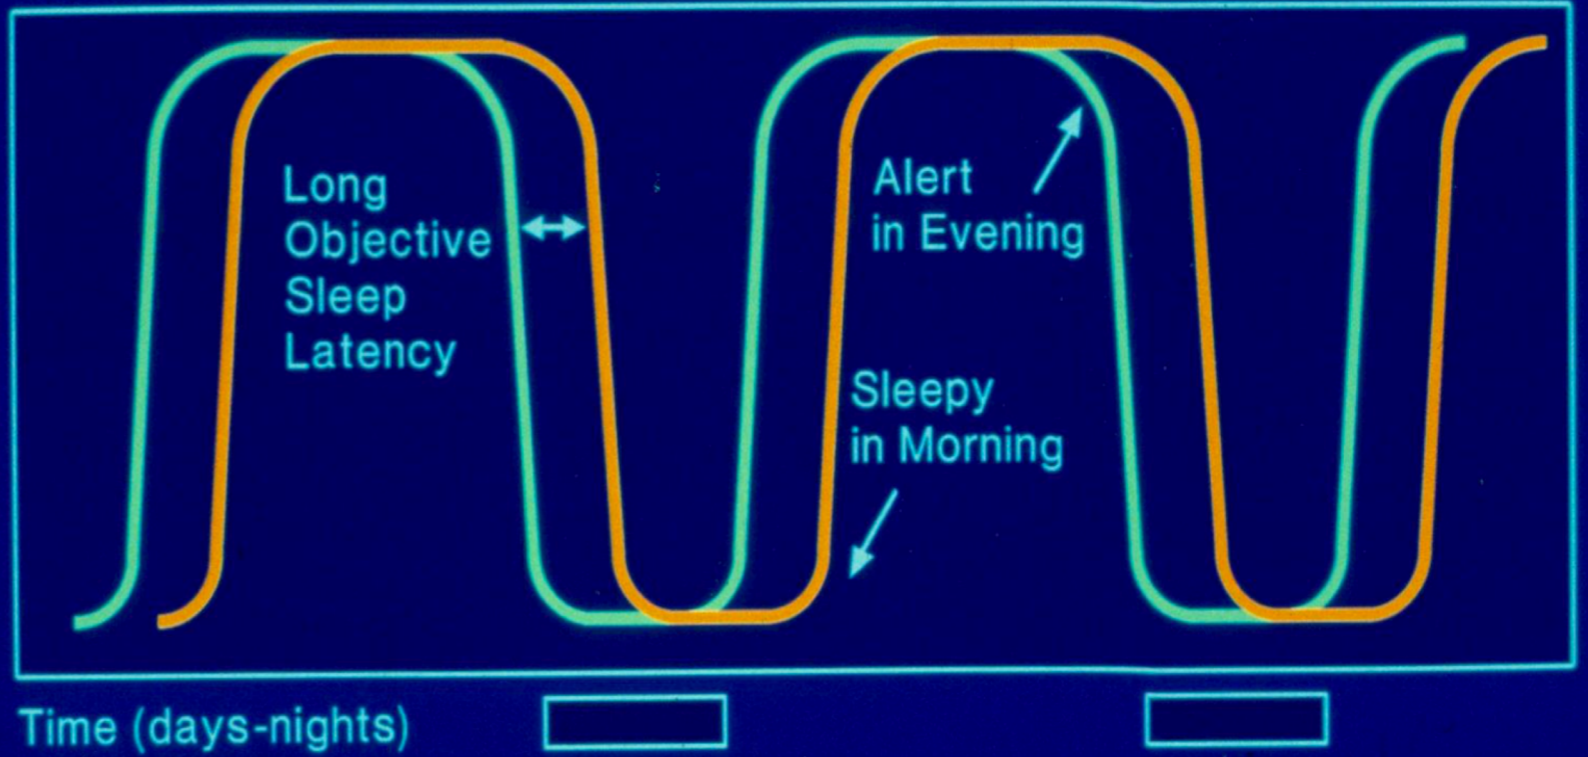 Long
Objective
Sleep
Latency
Alert
in Evening
Sleepy
in Morning
Time (days-nights)